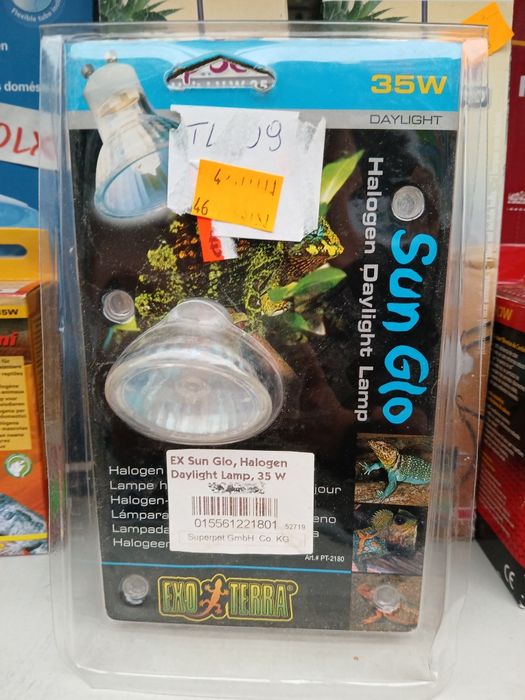 35W
DAYLIGHT
Sun Glo
Halogen Daylight Lamp
46
Halogen
Lampe
jour
Halogen-
Lámpara
Lampada
Halogeen
EX Sun Glo, Halogen
Daylight Lamp, 35 W
015561221801 52719
Superpet GmbH Co. KG
Art.# PT-2180
EXO TERRA